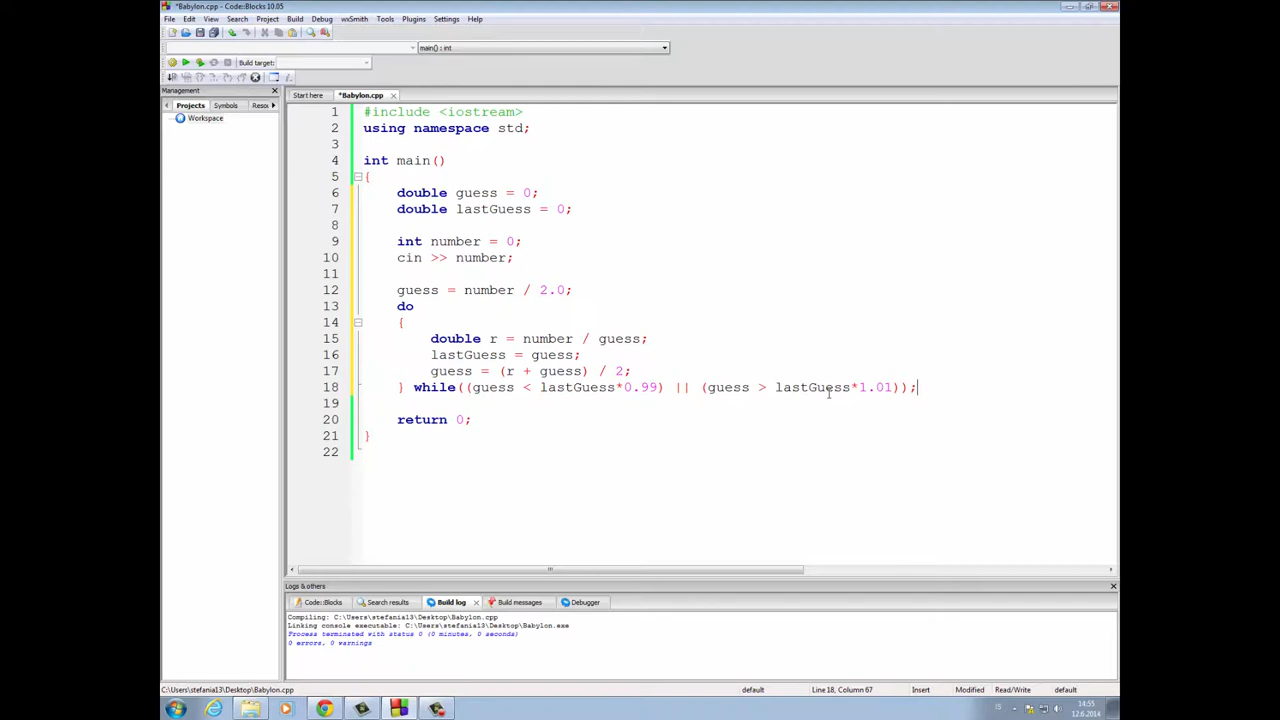 *Babylon.cpp - Code::Blocks 10.05
File Edit View Search Project Build Debug wxSmith Tools Plugins Settings Help
main() : int
Build target:
Management
Projects Symbols Resou
Start here *Babylon.cpp
Workspace
1 #include <iostream>
2 using namespace std;
3
4 int main()
5 {
6 double guess = 0;
7 double lastGuess = 0;
8
9 int number = 0;
10 cin >> number;
11
12 guess = number / 2.0;
13 do
14 {
15 double r = number / guess;
16 lastGuess = guess;
17 guess = (r + guess) / 2;
18 } while((guess < lastGuess*0.99) || (guess > lastGuess*1.01));
19
20 return 0;
21 }
22
Logs & others
Code::Blocks Search results Build log Build messages Debugger
Compiling: C:\Users\stefania13\Desktop\Babylon.cpp
Linking console executable: C:\Users\stefania13\Desktop\Babylon.exe
Process terminated with status 0 (0 minutes, 0 seconds)
0 errors, 0 warnings
C:\Users\stefania13\Desktop\Babylon.cpp default Line 18, Column 67 Insert Modified Read/Write default
IS 14:55
12.6.2014